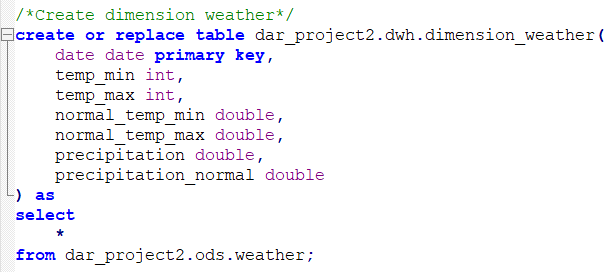 /*Create dimension weather*/
create or replace table dar_project2.dwh.dimension_weather(
    date date primary key,
    temp_min int,
    temp_max int,
    normal_temp_min double,
    normal_temp_max double,
    precipitation double,
    precipitation_normal double
) as
select
    *
from dar_project2.ods.weather;